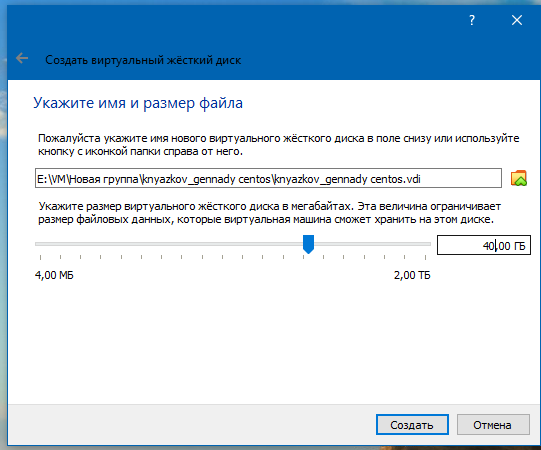 ?
Создать виртуальный жёсткий диск
Укажите имя и размер файла
Пожалуйста укажите имя нового виртуального жёсткого диска в поле снизу или используйте
кнопку с иконкой папки справа от него.
E:\VM\Новая группа\knyazkov_gennady centos\knyazkov_gennady centos.vdi
Укажите размер виртуального жёсткого диска в мегабайтах. Эта величина ограничивает
размер файловых данных, которые виртуальная машина сможет хранить на этом диске.
40,00 ГБ
4,00 МБ 2,00 ТБ
Создать Отмена